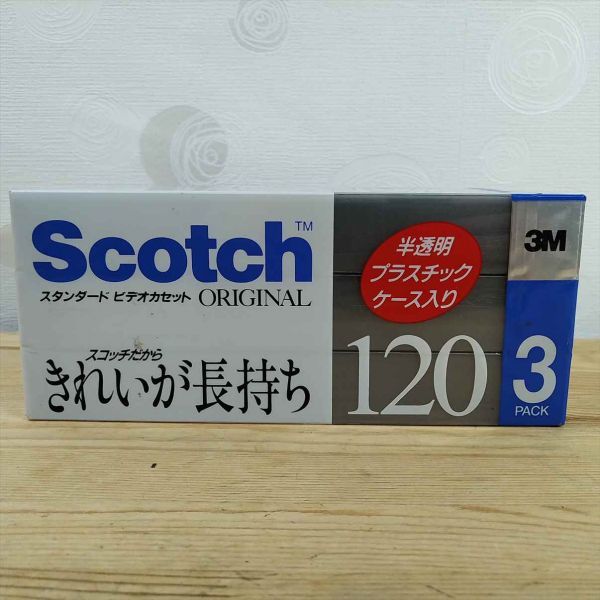 Scotch™
スタンダード ビデオカセット ORIGINAL
スコッチだから
きれいが長持ち
半透明
プラスチック
ケース入り
120
3M
3
PACK